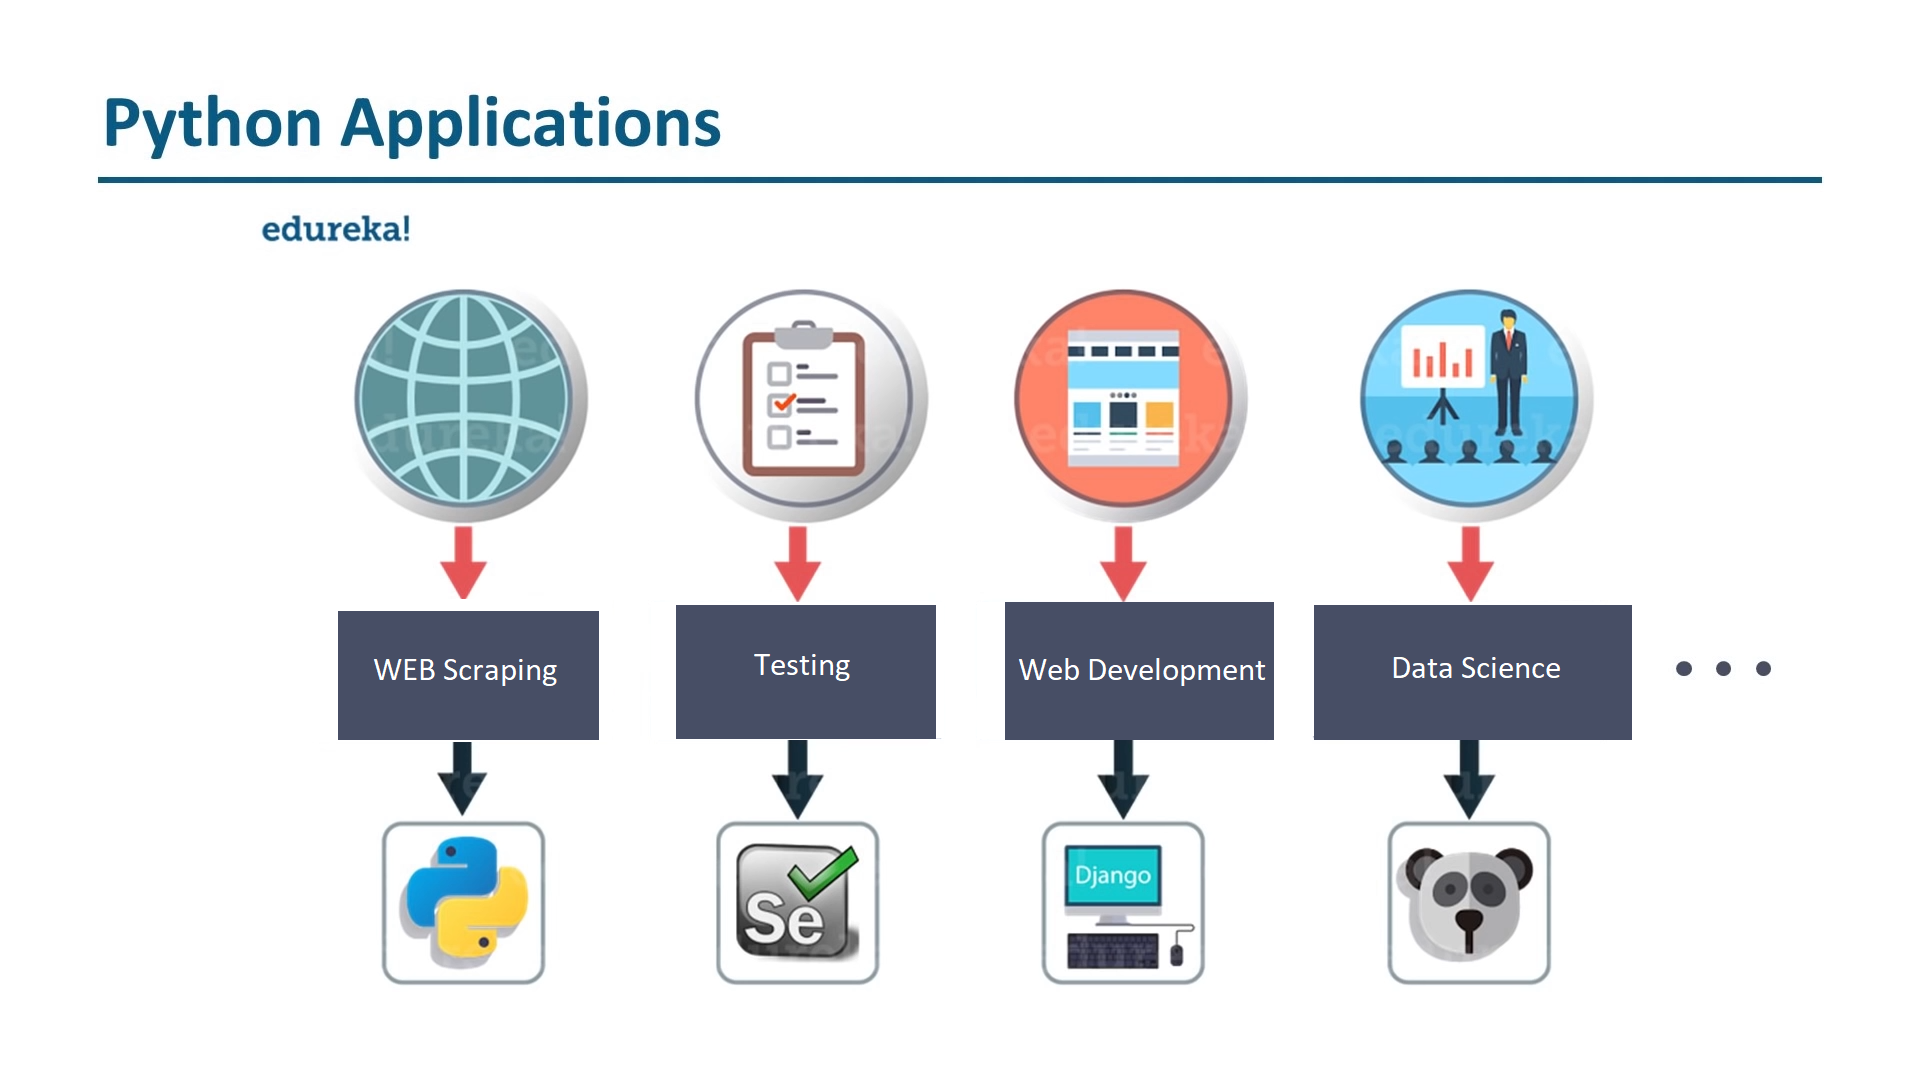 Python Applications
edureka!
WEB Scraping
Testing
Web Development
Data Science
Se
Django